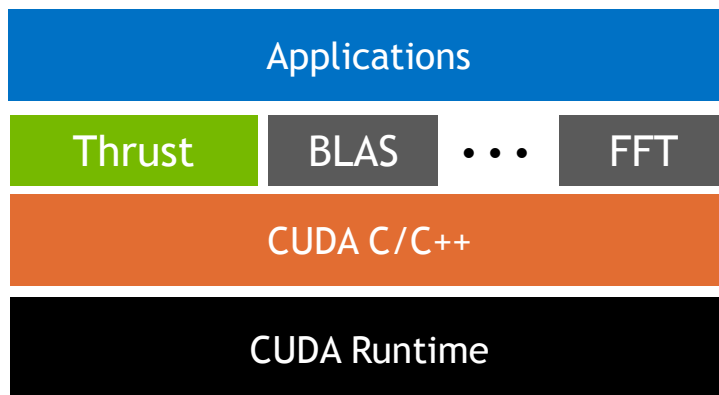 Applications
Thrust BLAS ••• FFT
CUDA C/C++
CUDA Runtime